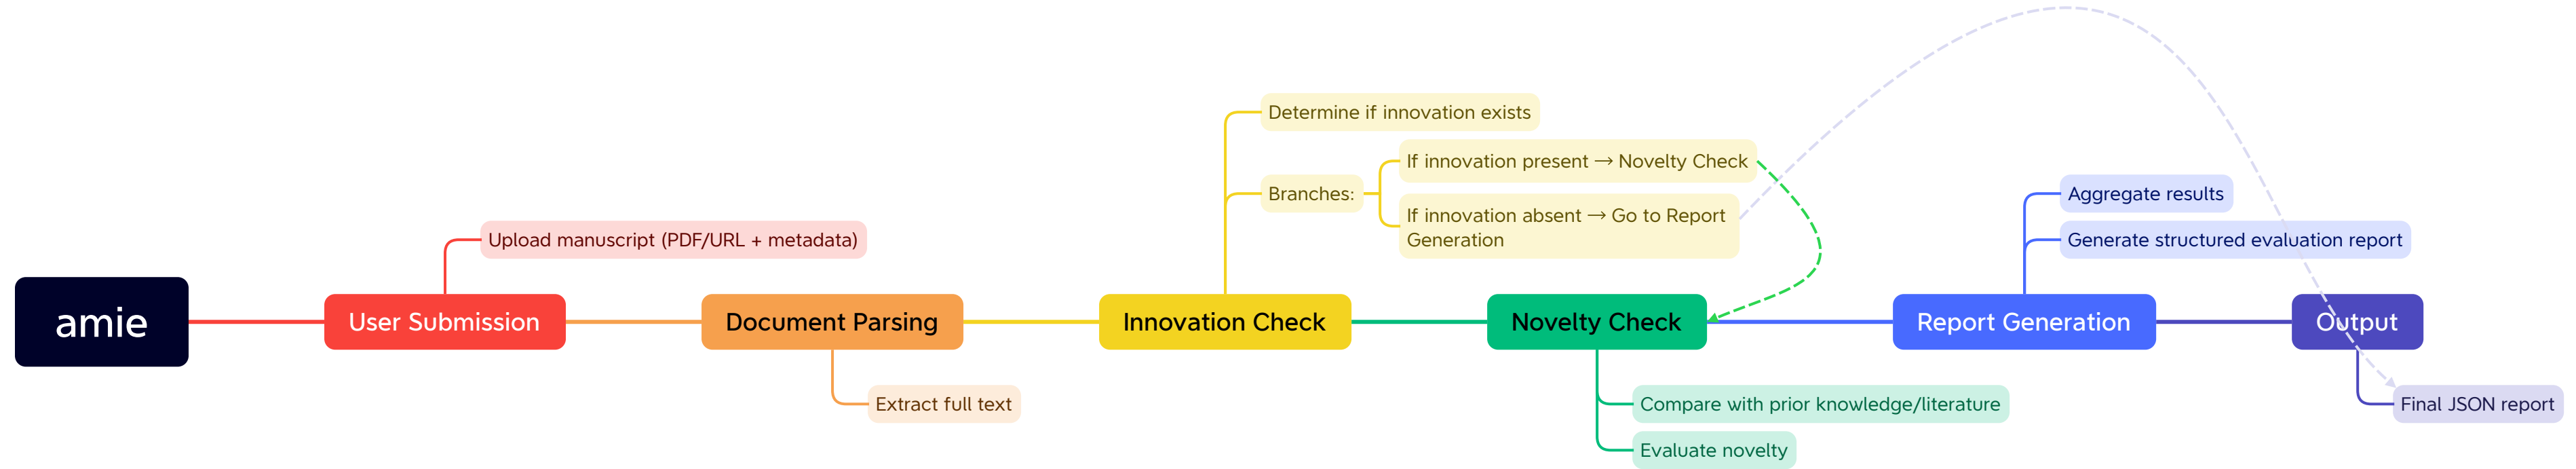 amie
User Submission
Upload manuscript (PDF/URL + metadata)
Document Parsing
Extract full text
Innovation Check
Determine if innovation exists
Branches:
If innovation present → Novelty Check
If innovation absent → Go to Report
Generation
Novelty Check
Compare with prior knowledge/literature
Evaluate novelty
Report Generation
Aggregate results
Generate structured evaluation report
Output
Final JSON report